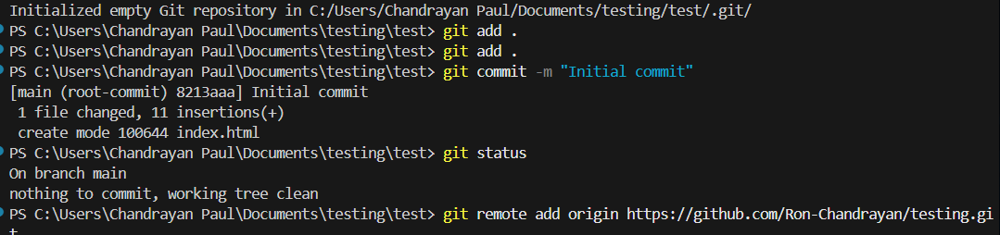 Initialized empty Git repository in C:/Users/Chandrayan Paul/Documents/testing/test/.git/
PS C:\Users\Chandrayan Paul\Documents\testing\test> git add .
PS C:\Users\Chandrayan Paul\Documents\testing\test> git add .
PS C:\Users\Chandrayan Paul\Documents\testing\test> git commit -m "Initial commit"
[main (root-commit) 8213aaa] Initial commit
 1 file changed, 11 insertions(+)
 create mode 100644 index.html
PS C:\Users\Chandrayan Paul\Documents\testing\test> git status
On branch main
nothing to commit, working tree clean
PS C:\Users\Chandrayan Paul\Documents\testing\test> git remote add origin https://github.com/Ron-Chandrayan/testing.gi
t